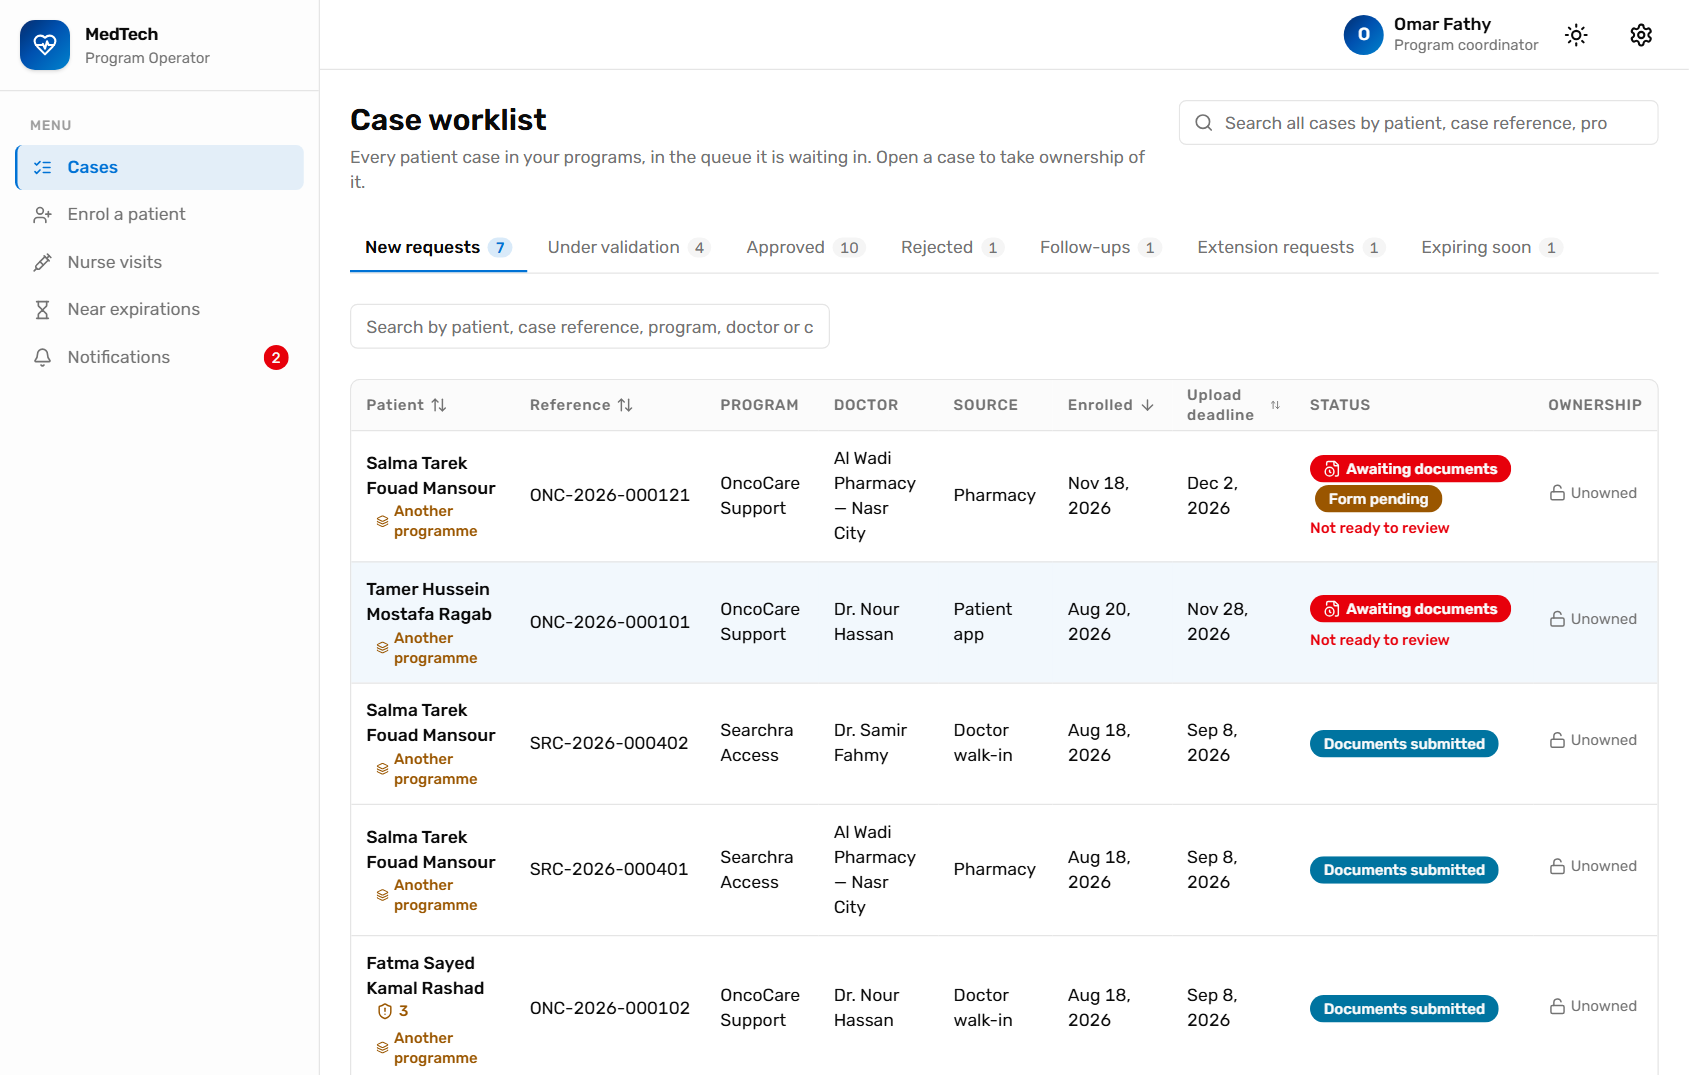 MedTech
Program Operator
O
Omar Fathy
Program coordinator
MENU
Cases
Enrol a patient
Nurse visits
Near expirations
Notifications 2
Case worklist
Every patient case in your programs, in the queue it is waiting in. Open a case to take ownership of
it.
Search all cases by patient, case reference, pro
New requests 7 Under validation 4 Approved 10 Rejected 1 Follow-ups 1 Extension requests 1 Expiring soon 1
Search by patient, case reference, program, doctor or c
Patient Reference PROGRAM DOCTOR SOURCE Enrolled Upload deadline STATUS OWNERSHIP
Salma Tarek
Fouad Mansour
Another
programme
ONC-2026-000121
OncoCare
Support
Al Wadi
Pharmacy
– Nasr
City
Pharmacy
Nov 18,
2026
Dec 2,
2026
Awaiting documents
Form pending
Not ready to review
Unowned
Tamer Hussein
Mostafa Ragab
Another
programme
ONC-2026-000101
OncoCare
Support
Dr. Nour
Hassan
Patient
app
Aug 20,
2026
Nov 28,
2026
Awaiting documents
Not ready to review
Unowned
Salma Tarek
Fouad Mansour
Another
programme
SRC-2026-000402
Searchra
Access
Dr. Samir
Fahmy
Doctor
walk-in
Aug 18,
2026
Sep 8,
2026
Documents submitted
Unowned
Salma Tarek
Fouad Mansour
Another
programme
SRC-2026-000401
Searchra
Access
Al Wadi
Pharmacy
– Nasr
City
Pharmacy
Aug 18,
2026
Sep 8,
2026
Documents submitted
Unowned
Fatma Sayed
Kamal Rashad
3
Another
programme
ONC-2026-000102
OncoCare
Support
Dr. Nour
Hassan
Doctor
walk-in
Aug 18,
2026
Sep 8,
2026
Documents submitted
Unowned